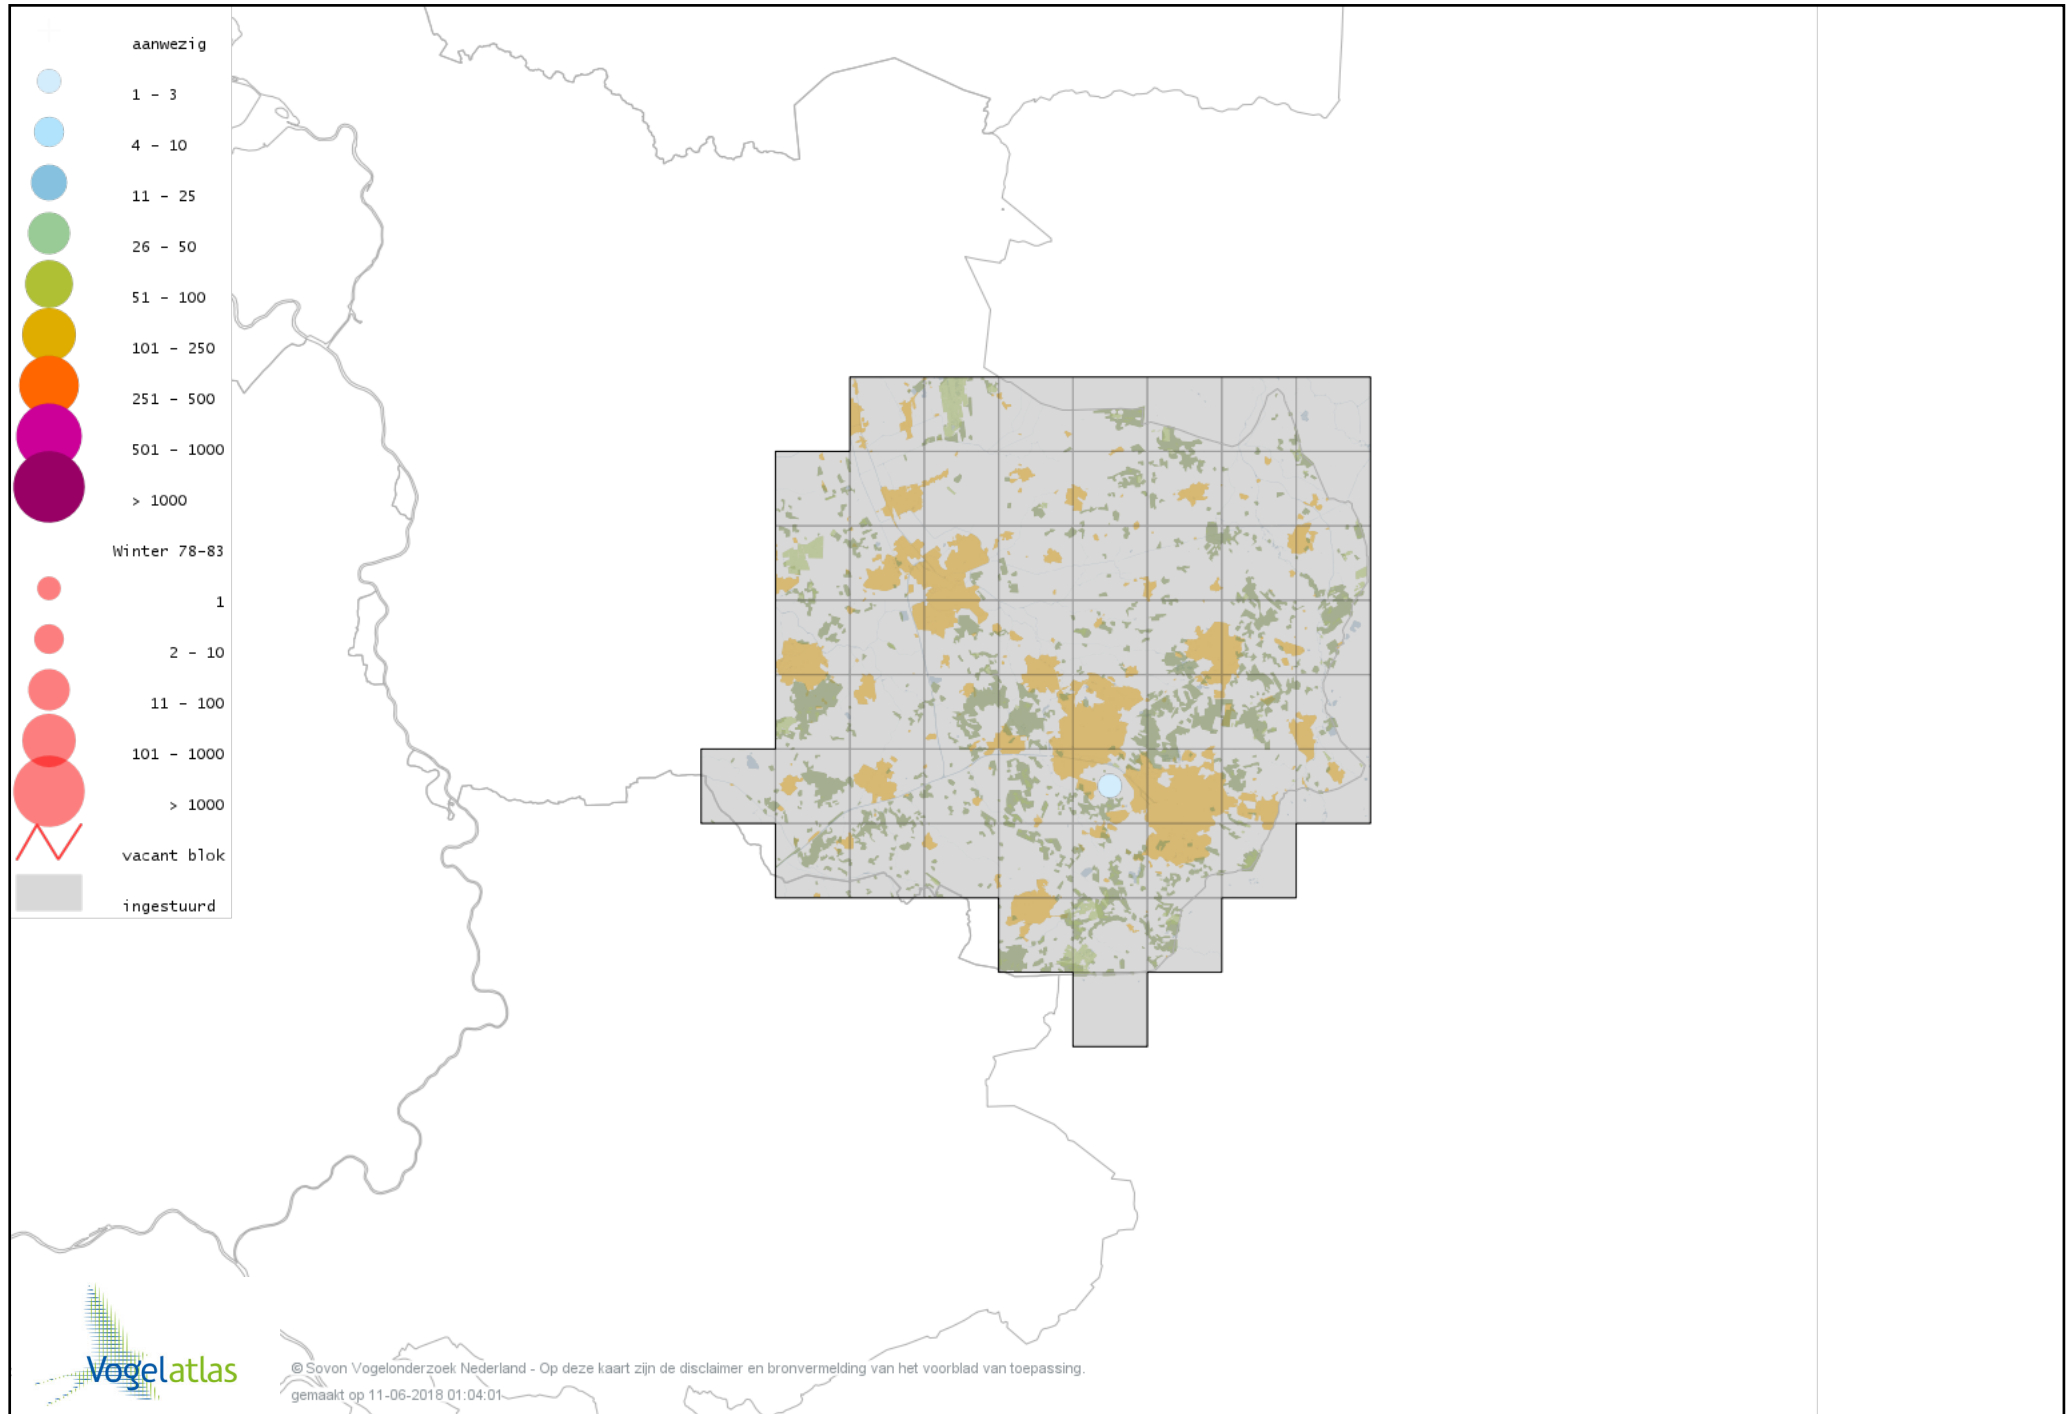 aanwezig
1 - 3
4 - 10
11 - 25
26 - 50
51 - 100
101 - 250
251 - 500
501 - 1000
> 1000
Winter 78-83
1
2 - 10
11 - 100
101 - 1000
> 1000
vacant blok
ingestuurd
Vogelatlas
© Sovon Vogelonderzoek Nederland - Op deze kaart zijn de disclaimer en bronvermelding van het voorblad van toepassing.
gemaakt op 11-06-2018 01:04:01